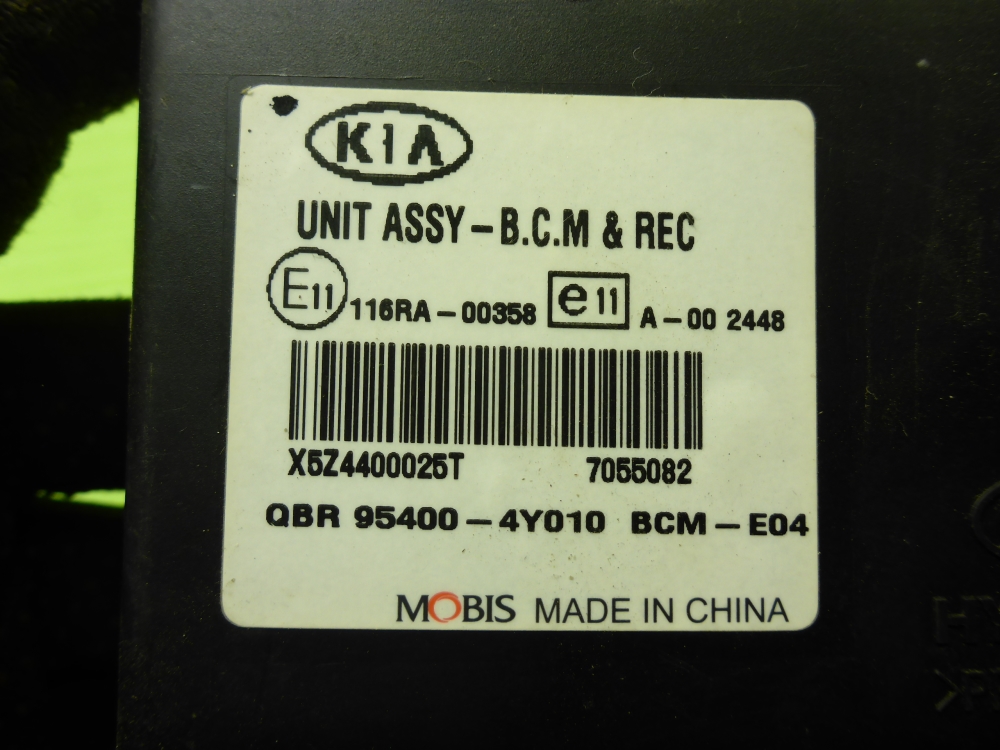 KIA
UNIT ASSY-B.C.M & REC
E11 116RA-00358 e11 A-00 2448
X5Z4400025T 7055082
QBR 95400-4Y010 BCM-E04
MOBIS MADE IN CHINA